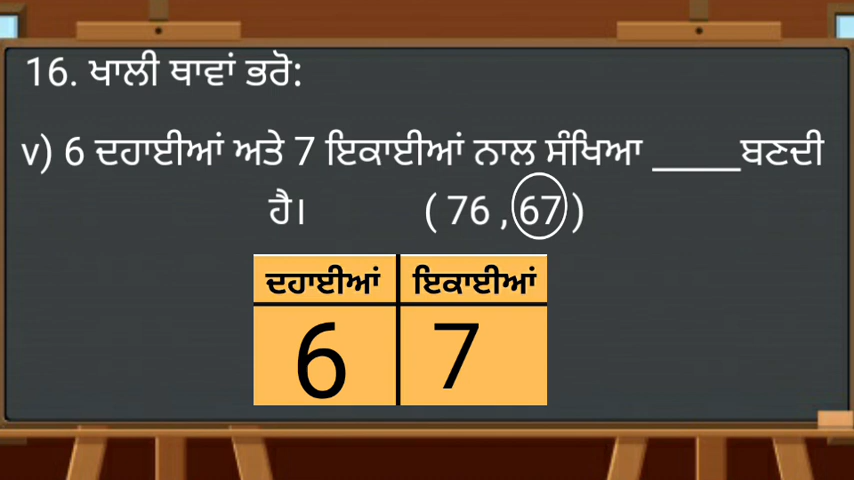 16. ਖਾਲੀ ਥਾਵਾਂ ਭਰੋ:
v) 6 ਦਹਾਈਆਂ ਅਤੇ 7 ਇਕਾਈਆਂ ਨਾਲ ਸੰਖਿਆ _____ਬਣਦੀ
ਹੈ। ( 76 , 67 )
ਦਹਾਈਆਂ ਇਕਾਈਆਂ
6 7